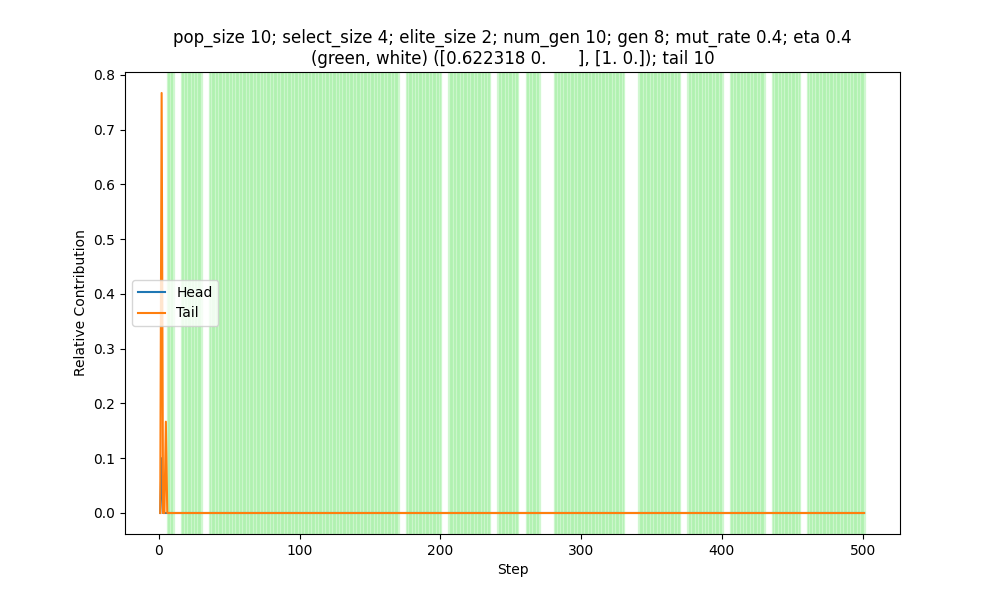 pop_size 10; select_size 4; elite_size 2; num_gen 10; gen 8; mut_rate 0.4; eta 0.4
(green, white) ([0.622318 0.      ], [1. 0.]); tail 10
0.8
0.7
0.6
0.5
0.4
0.3
0.2
0.1
0.0
Relative Contribution
Head
Tail
0
100
200
300
400
500
Step